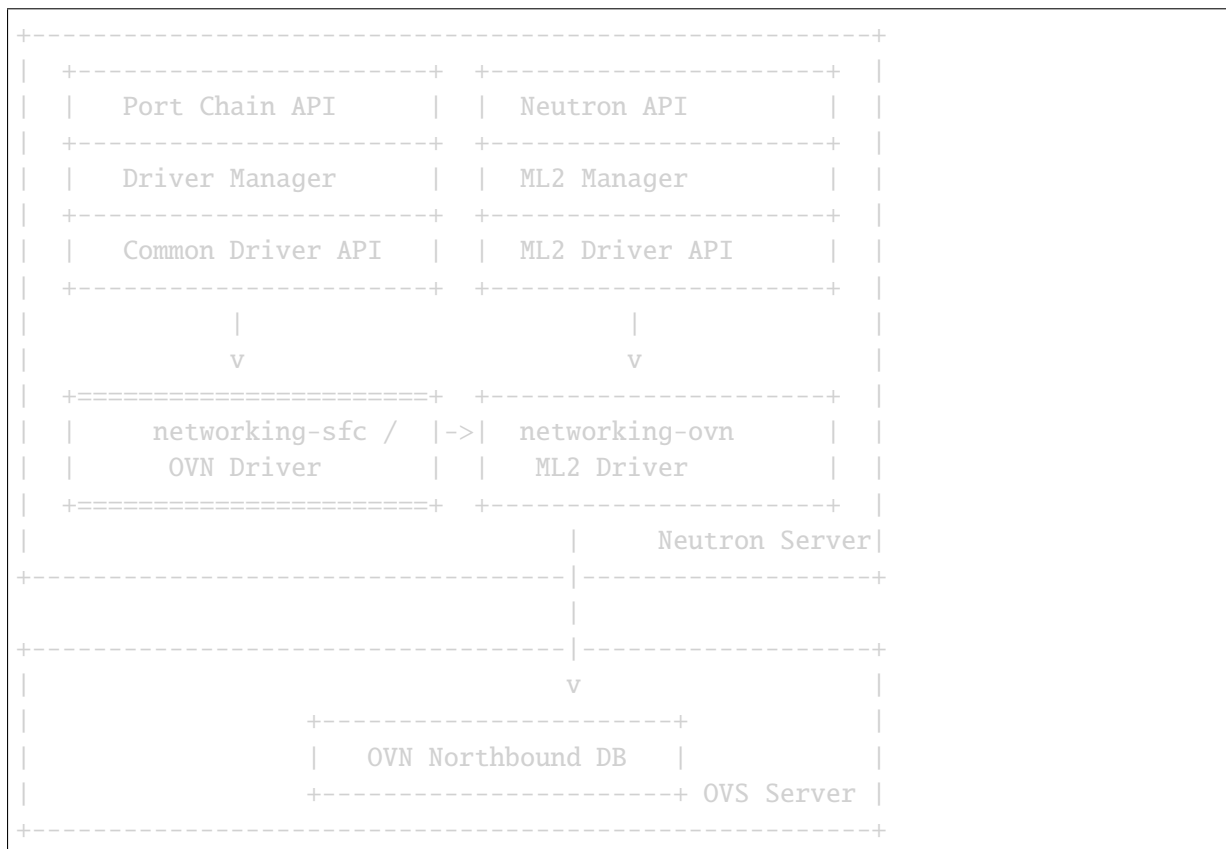 +-------------------------------------------------------+
|  +-----------------------+  +----------------------+  |
|  |   Port Chain API      |  |  Neutron API         |  |
|  +-----------------------+  +----------------------+  |
|  |   Driver Manager      |  |  ML2 Manager         |  |
|  +-----------------------+  +----------------------+  |
|  |   Common Driver API   |  |  ML2 Driver API      |  |
|  +-----------------------+  +----------------------+  |
|             |                         |               |
|             v                         v               |
|  +=======================+  +----------------------+  |
|  |     networking-sfc /  |->|  networking-ovn      |  |
|  |      OVN Driver       |  |   ML2 Driver         |  |
|  +=======================+  +----------------------+  |
|                                   |     Neutron Server|
+-----------------------------------|-------------------+
                                    |
+-----------------------------------|-------------------+
|                                   v                   |
|                  +-----------------------+            |
|                  |   OVN Northbound DB   |            |
|                  +-----------------------+ OVS Server |
+-------------------------------------------------------+